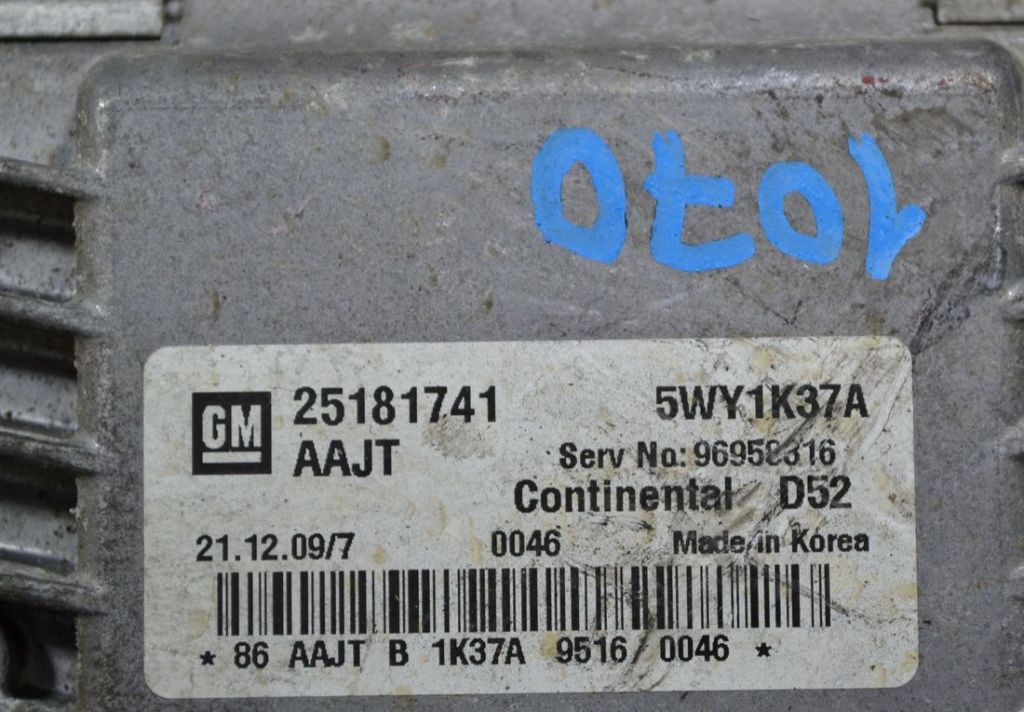 1070
GM 25181741 5WY1K37A
AAJT Serv No: 96958316
Continental D52
21.12.09/7 0046 Made in Korea
* 86 AAJT B 1K37A 9516 0046 *